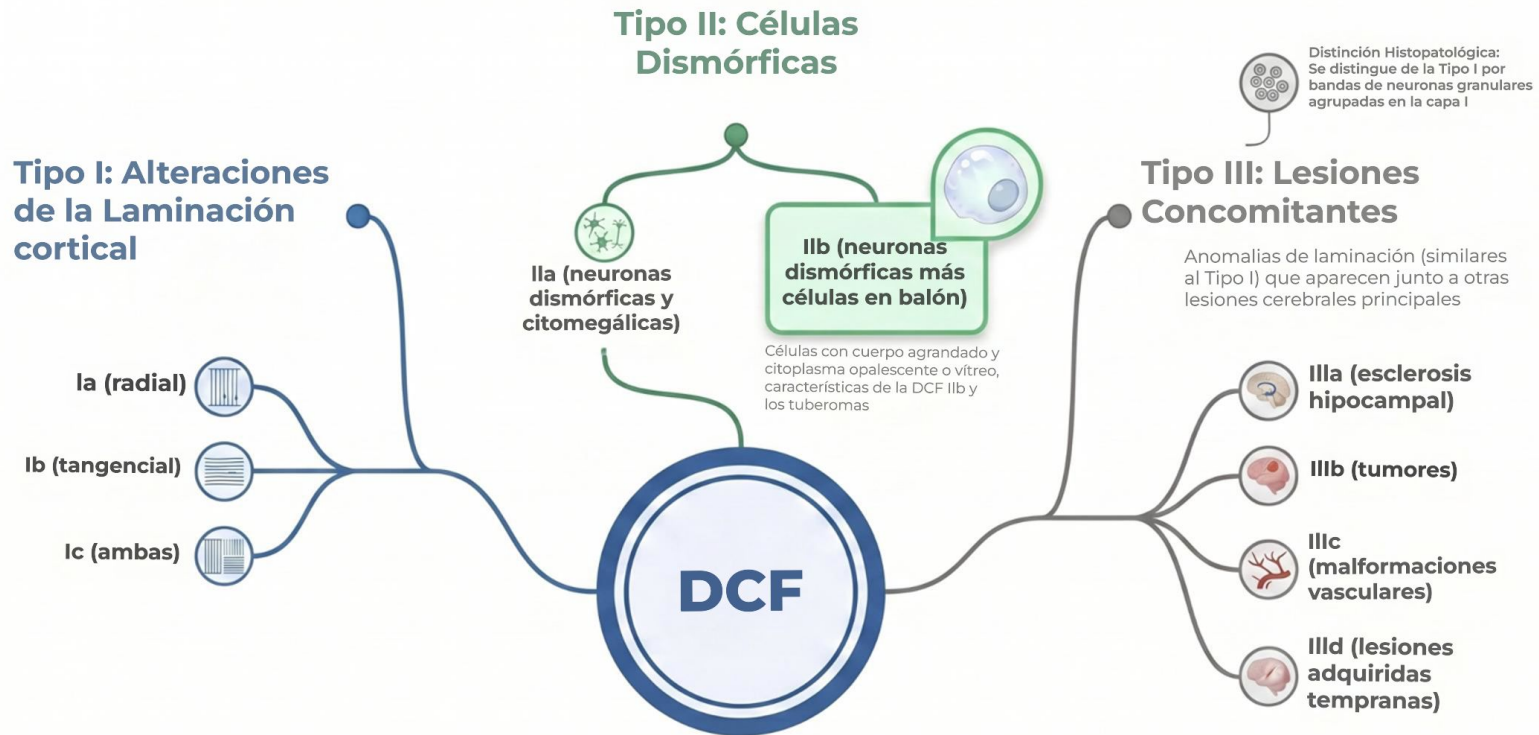 Tipo II: Células
Dismórficas
Distinción Histopatológica:
Se distingue de la Tipo I por
bandas de neuronas granulares
agrupadas en la capa I
Tipo I: Alteraciones
de la Laminación
cortical
Tipo III: Lesiones
Concomitantes
Anomalias de laminación (similares
al Tipo I) que aparecen junto a otras
lesiones cerebrales principales
IIa (neuronas
dismórficas y
citomegálicas)
IIb (neuronas
dismórficas más
células en balón)
Células con cuerpo agrandado y
citoplasma opalescente o vítreo,
características de la DCF IIb y
los tuberomas
Ia (radial)
Ib (tangencial)
Ic (ambas)
DCF
IIIa (esclerosis
hipocampal)
IIIb (tumores)
IIIc
(malformaciones
vasculares)
IIId (lesiones
adquiridas
tempranas)